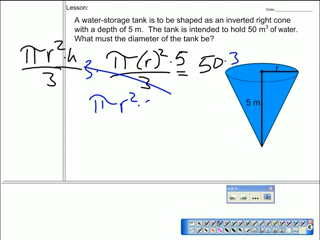 Lesson:
Date:
A water-storage tank is to be shaped as an inverted right cone
with a depth of 5 m. The tank is intended to hold 50 m³ of water.
What must the diameter of the tank be?
πr²·h
3
3· π(r)²·5 = 50·3
3
πr²·
r
5 m